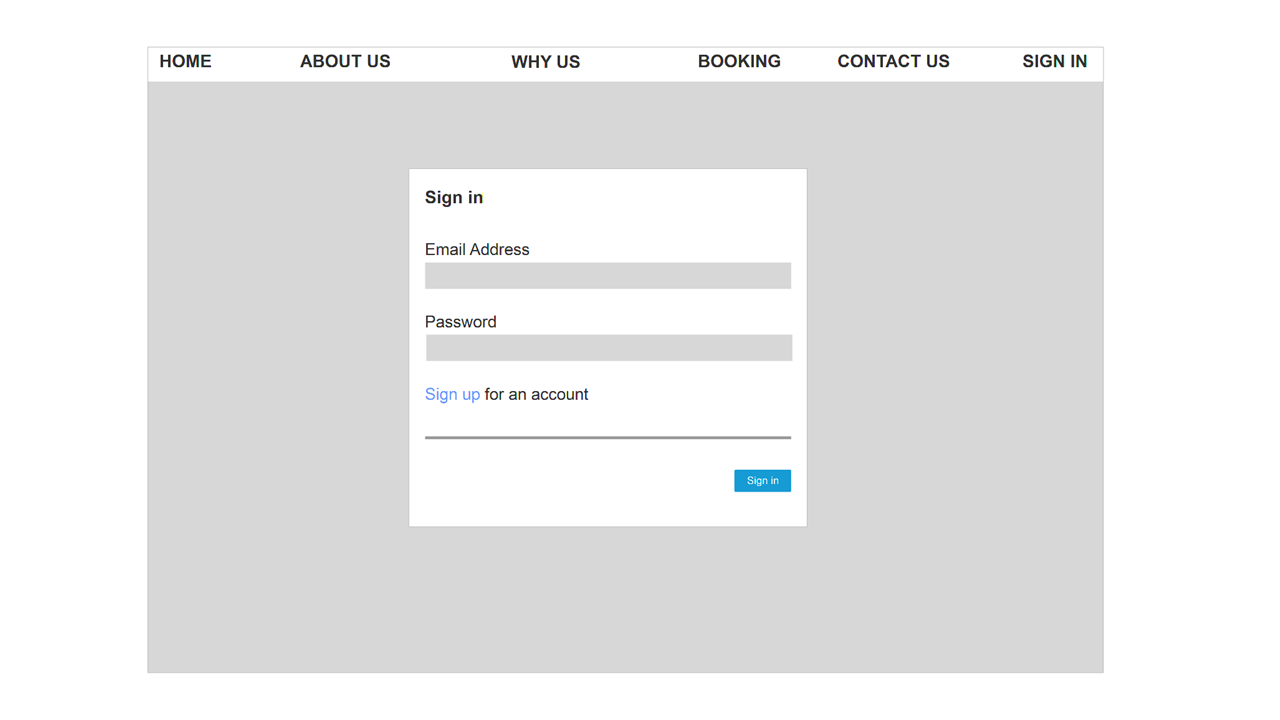 HOME ABOUT US WHY US BOOKING CONTACT US SIGN IN
Sign in
Email Address
Password
Sign up for an account
Sign in